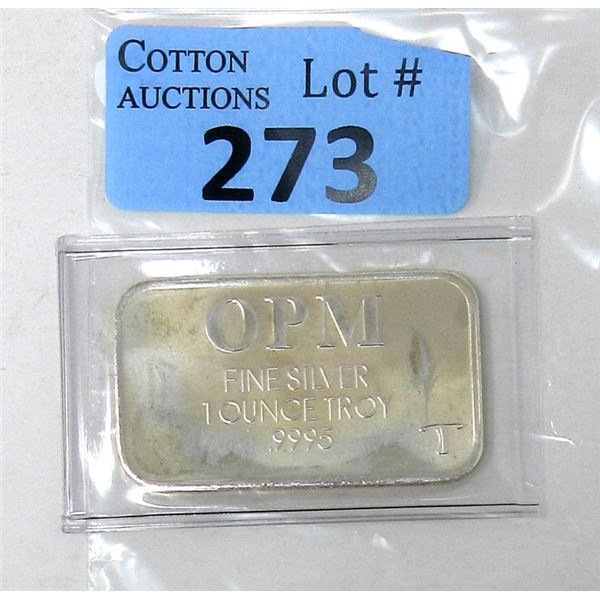 COTTON
AUCTIONS
Lot #
273
OPM
FINE SILVER
1 OUNCE TROY
.9995
T